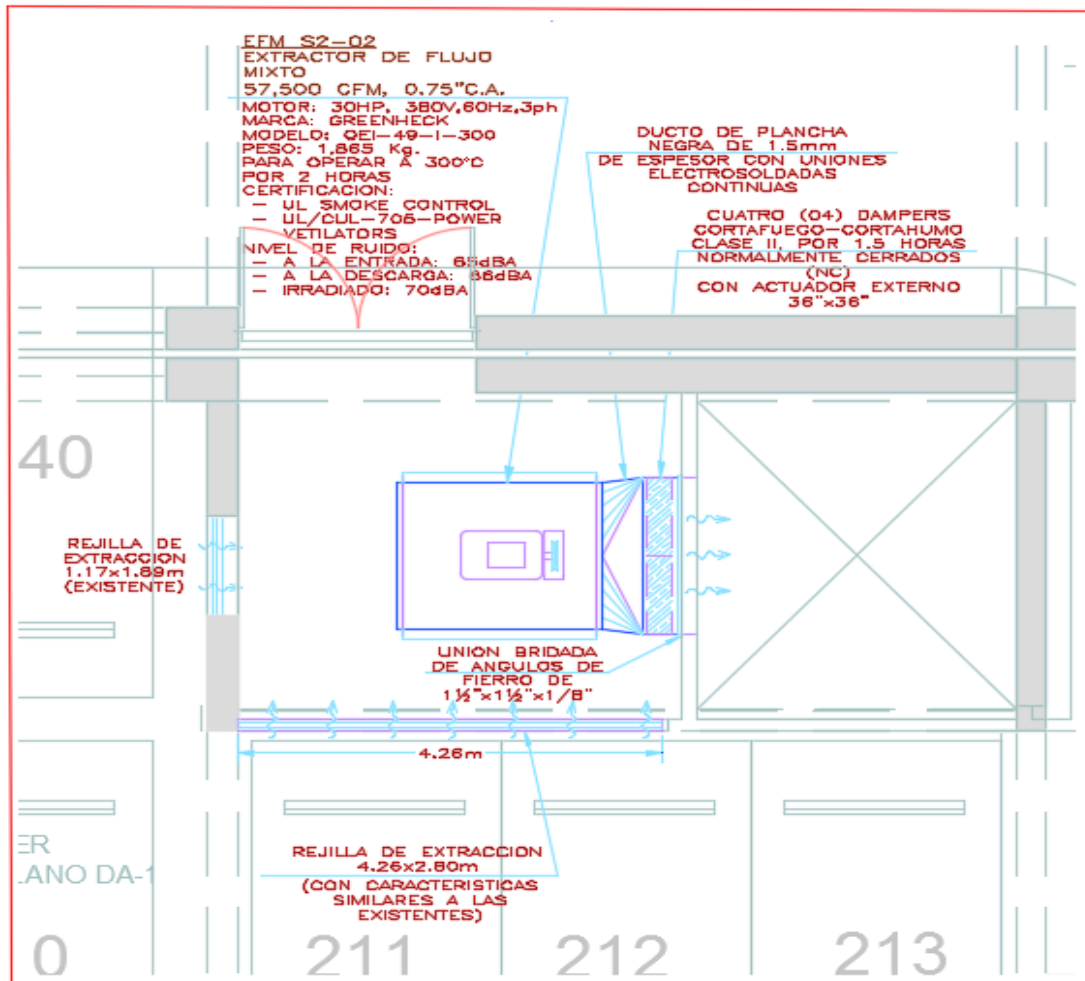 EFM S2-02
EXTRACTOR DE FLUJO
MIXTO
57,500 CFM, 0.75"C.A.
MOTOR: 30HP, 380V,60Hz,3ph
MARCA: GREENHECK
MODELO: QEI-49-I-300
PESO: 1,865 Kg.
PARA OPERAR A 300°C
POR 2 HORAS
CERTIFICACION:
- UL SMOKE CONTROL
- UL/CUL-705-POWER
VETILATORS
NIVEL DE RUIDO:
- A LA ENTRADA: 85dBA
- A LA DESCARGA: 86dBA
- IRRADIADO: 70dBA
DUCTO DE PLANCHA
NEGRA DE 1.5mm
DE ESPESOR CON UNIONES
ELECTROSOLDADAS
CONTINUAS
CUATRO (04) DAMPERS
CORTAFUEGO-CORTAHUMO
CLASE II, POR 1.5 HORAS
NORMALMENTE CERRADOS
(NC)
CON ACTUADOR EXTERNO
36"x36"
40
REJILLA DE
EXTRACCION
1.17x1.89m
(EXISTENTE)
UNION BRIDADA
DE ANGULOS DE
FIERRO DE
1½"x1½"x1/8"
4.26m
REJILLA DE EXTRACCION
4.26x2.80m
(CON CARACTERISTICAS
SIMILARES A LAS
EXISTENTES)
ER
LANO DA-1
0
211
212
213